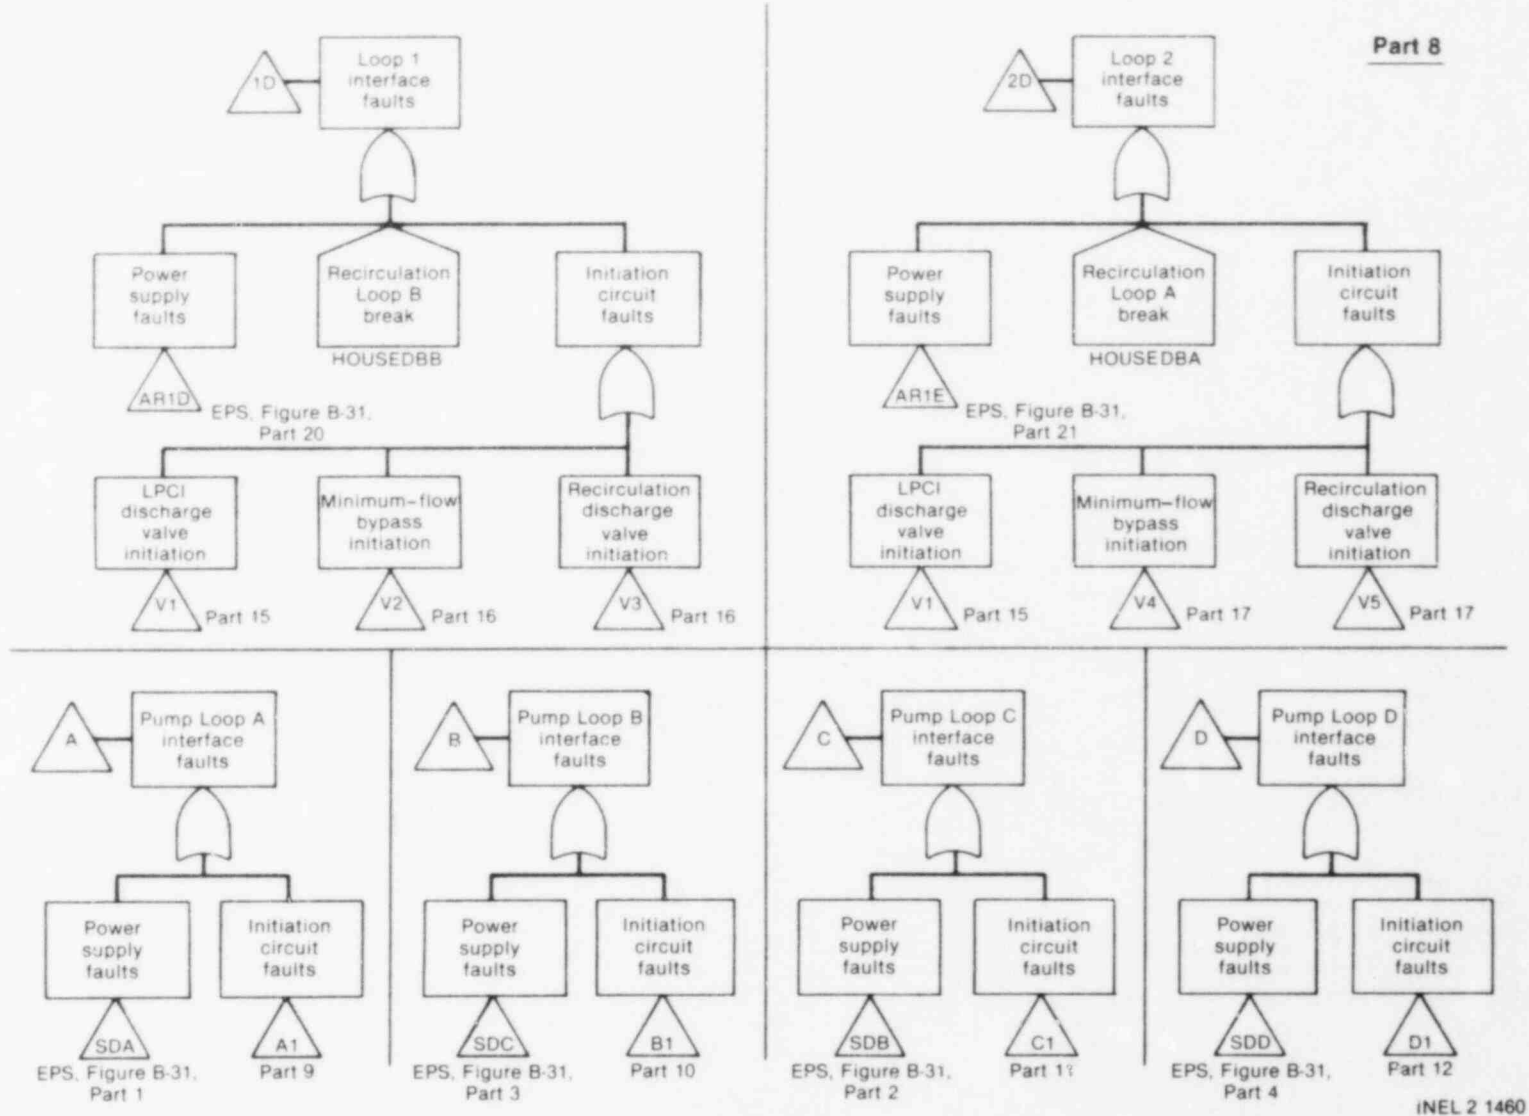 Part 8
1D
Loop 1
interface
faults
Power
supply
faults
Recirculation
Loop B
break
Initiation
circuit
faults
HOUSEDBB
AR1D
EPS, Figure B-31,
Part 20
LPCI
discharge
valve
initiation
Minimum-flow
bypass
initiation
Recirculation
discharge
valve
initiation
V1
Part 15
V2
Part 16
V3
Part 16
2D
Loop 2
interface
faults
Power
supply
faults
Recirculation
Loop A
break
Initiation
circuit
faults
HOUSEDBA
AR1E
EPS, Figure B-31,
Part 21
LPCI
discharge
valve
initiation
Minimum-flow
bypass
initiation
Recirculation
discharge
valve
initiation
V1
Part 15
V4
Part 17
V5
Part 17
A
Pump Loop A
interface
faults
Power
supply
faults
Initiation
circuit
faults
SDA
A1
EPS, Figure B-31,
Part 1
Part 9
B
Pump Loop B
interface
faults
Power
supply
faults
Initiation
circuit
faults
SDC
B1
EPS, Figure B-31,
Part 3
Part 10
C
Pump Loop C
interface
faults
Power
supply
faults
Initiation
circuit
faults
SDB
C1
EPS, Figure B-31,
Part 2
Part
D
Pump Loop D
interface
faults
Power
supply
faults
Initiation
circuit
faults
SDD
D1
EPS, Figure B-31,
Part 4
Part 12
INEL 2 1460